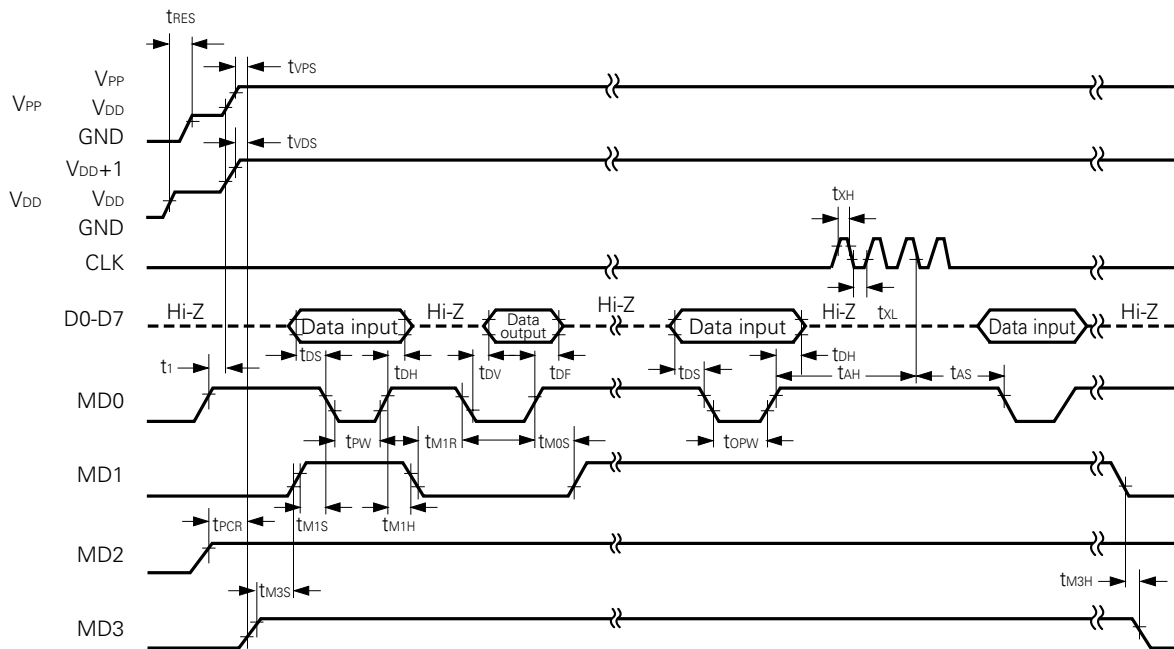 tRES
VPP
tVPS
VPP
VDD
GND
tVDS
VDD+1
VDD
VDD
GND
tXH
CLK
Hi-Z
Hi-Z
Hi-Z
Hi-Z
tXL
Hi-Z
D0-D7
Data input
Data
output
Data input
Data input
t1
tDS
tDH
tDV
tDF
tDS
tDH
tAH
tAS
MD0
tPW
tM1R
tM0S
tOPW
MD1
tPCR
tM1S
tM1H
MD2
tM3S
tM3H
MD3